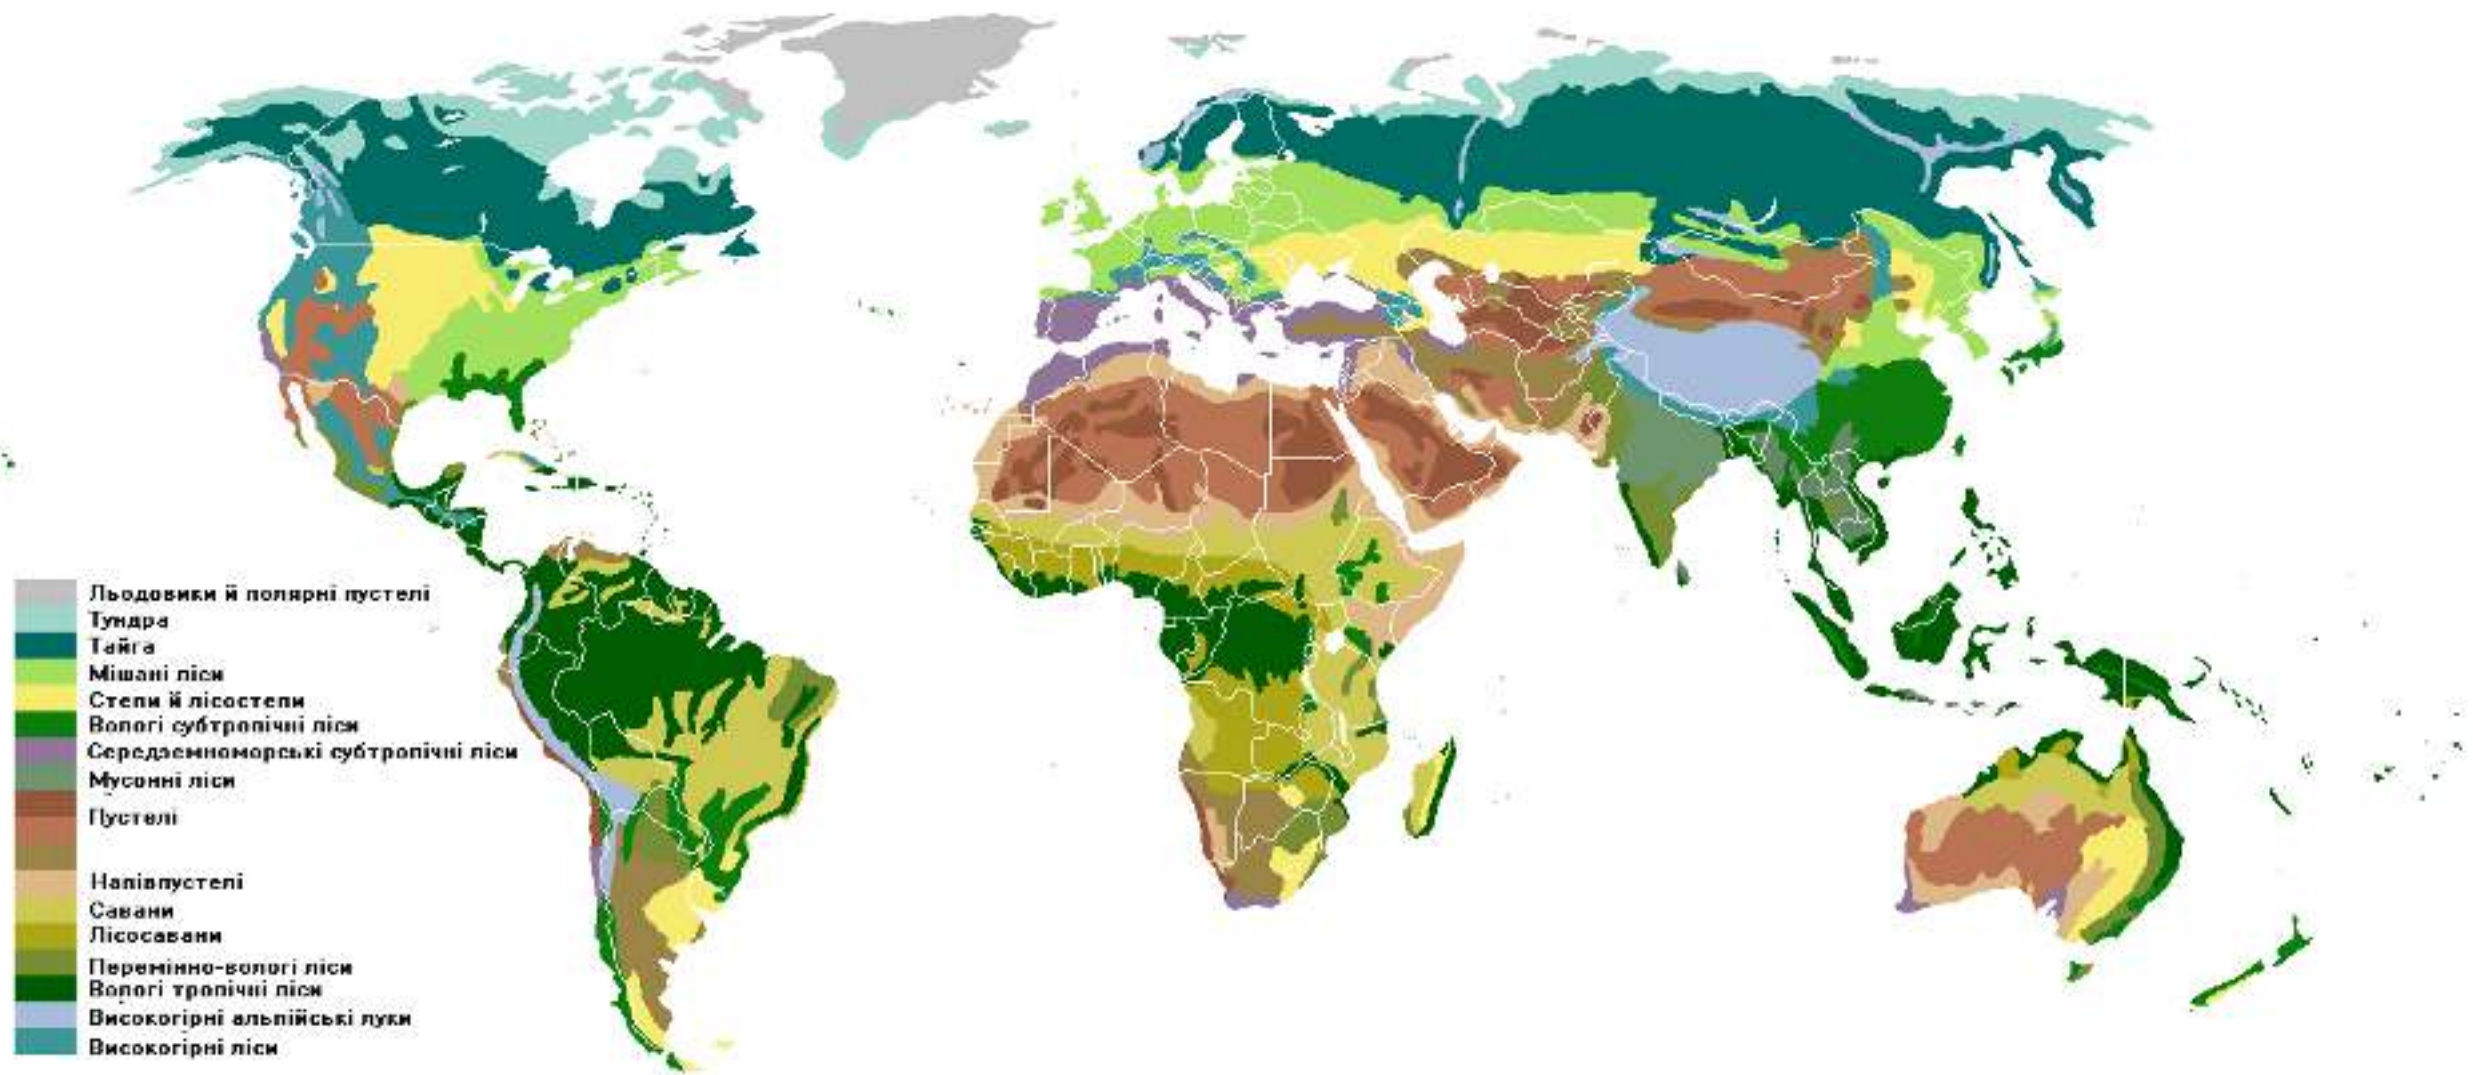 Льодовики й полярні пустелі
Тундра
Тайга
Мішані ліси
Степи й лісостепи
Вологі субтропічні ліси
Середземноморські субтропічні ліси
Мусонні ліси
Пустелі
Напівпустелі
Савани
Лісосавани
Перемінно-вологі ліси
Вологі тропічні ліси
Високогірні альпійські луки
Високогірні ліси